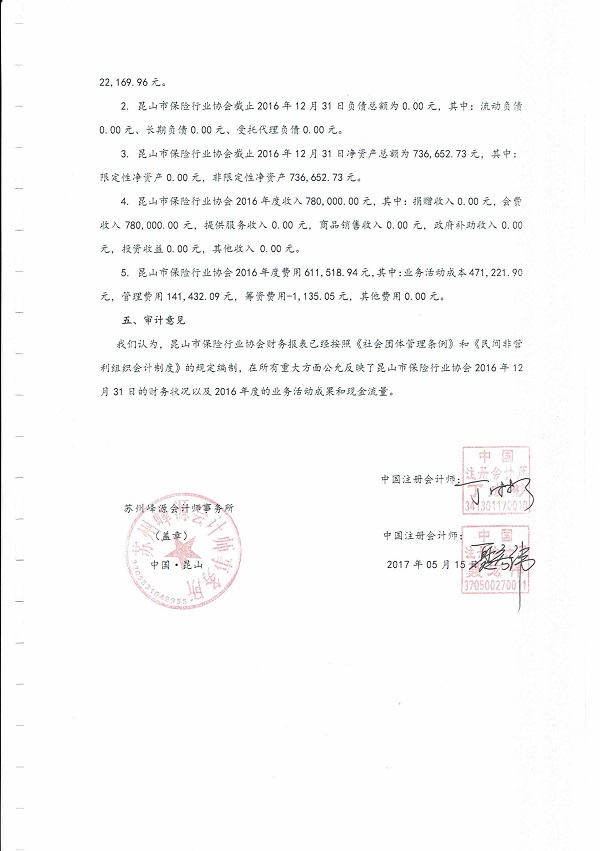 22,169.96 元。
2. 昆山市保险行业协会截止 2016 年 12 月 31 日负债总额为 0.00 元，其中：流动负债
0.00 元、长期负债 0.00 元、受托代理负债 0.00 元。
3. 昆山市保险行业协会截止 2016 年 12 月 31 日净资产总额为 736,652.73 元，其中：
限定性净资产 0.00 元，非限定性净资产 736,652.73 元。
4. 昆山市保险行业协会 2016 年度收入 780,000.00 元，其中：捐赠收入 0.00 元，会费
收入 780,000.00 元，提供服务收入 0.00 元，商品销售收入 0.00 元，政府补助收入 0.00
元，投资收益 0.00 元，其他收入 0.00 元。
5. 昆山市保险行业协会 2016 年度费用 611,518.94 元,其中:业务活动成本 471,221.90
元，管理费用 141,432.09 元，筹资费用-1,135.05 元，其他费用 0.00 元。
五、审计意见
我们认为，昆山市保险行业协会财务报表已经按照《社会团体管理条例》和《民间非营
利组织会计制度》的规定编制，在所有重大方面公允反映了昆山市保险行业协会 2016 年 12
月 31 日的财务状况以及 2016 年度的业务活动成果和现金流量。
中国
中国注册会计师：
注册会计师
341301170010
苏州峰源会计师事务所
苏州峰源会计师事务所
（盖章）
中国注册会计师：
中国
中国·昆山
2017 年 05 月 15 日
370500270011